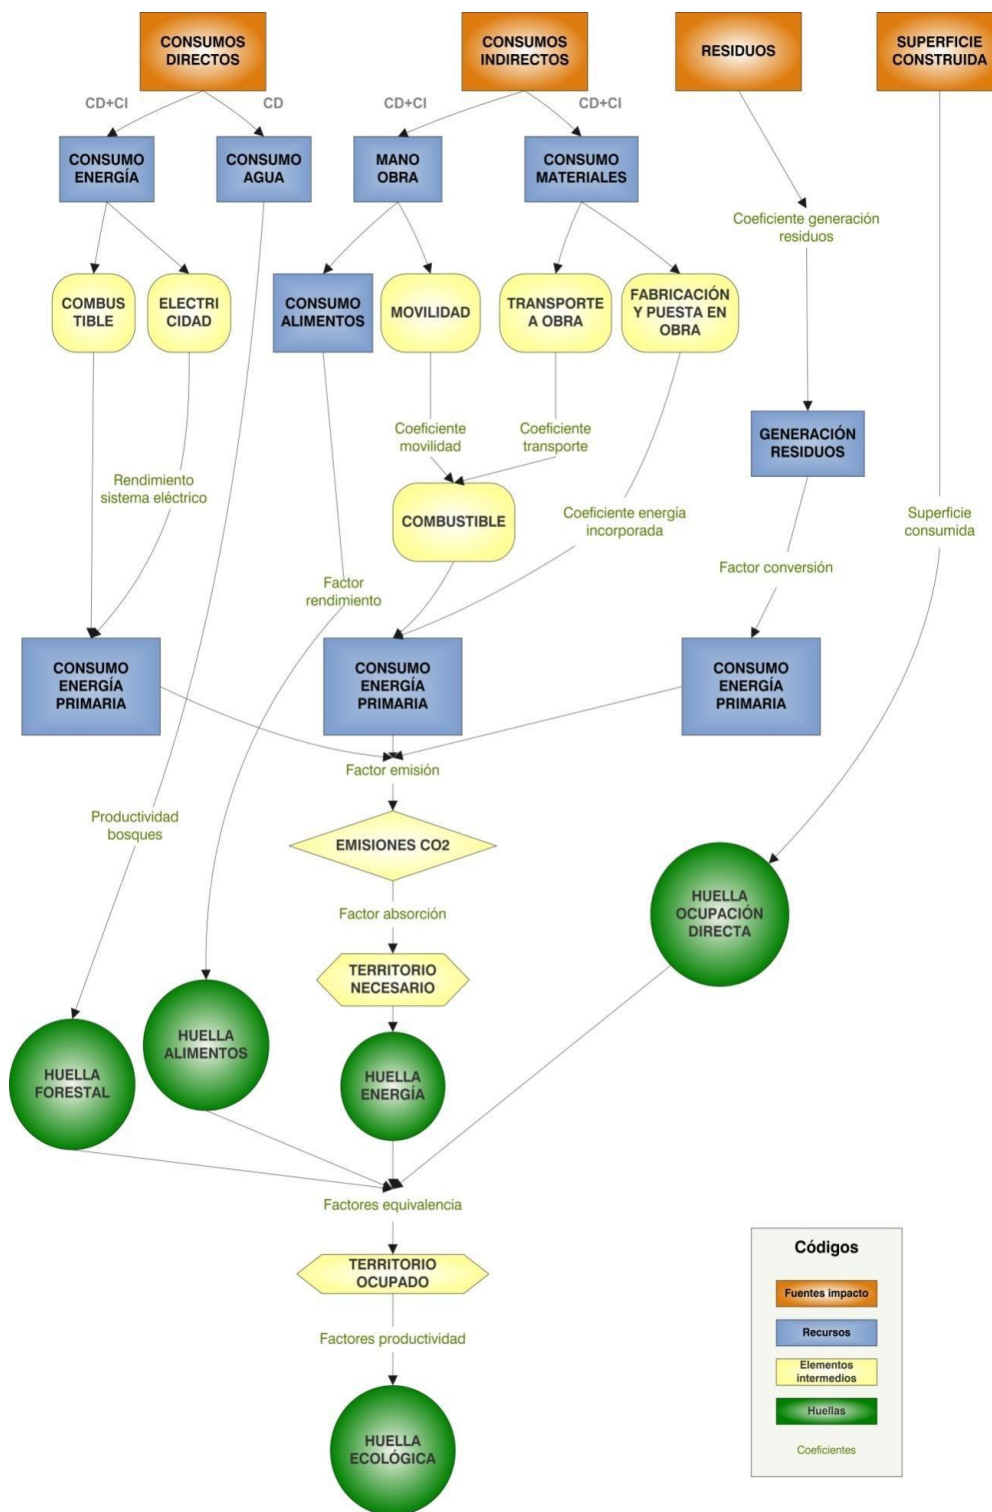 CONSUMOS
DIRECTOS
CONSUMOS
INDIRECTOS
RESIDUOS
SUPERFICIE
CONSTRUIDA
CD+CI
CD
CD+CI
CD+CI
CONSUMO
ENERGÍA
CONSUMO
AGUA
MANO
OBRA
CONSUMO
MATERIALES
Coeficiente generación
residuos
COMBUS
TIBLE
ELECTRI
CIDAD
CONSUMO
ALIMENTOS
MOVILIDAD
TRANSPORTE
A OBRA
FABRICACIÓN
Y PUESTA EN
OBRA
Coeficiente
movilidad
Coeficiente
transporte
GENERACIÓN
RESIDUOS
Rendimiento
sistema eléctrico
COMBUSTIBLE
Coeficiente energía
incorporada
Superficie
consumida
Factor
rendimiento
Factor conversión
CONSUMO
ENERGÍA
PRIMARIA
CONSUMO
ENERGÍA
PRIMARIA
CONSUMO
ENERGÍA
PRIMARIA
Factor emisión
Productividad
bosques
EMISIONES CO2
HUELLA
OCUPACIÓN
DIRECTA
Factor absorción
TERRITORIO
NECESARIO
HUELLA
ALIMENTOS
HUELLA
FORESTAL
HUELLA
ENERGÍA
Factores equivalencia
TERRITORIO
OCUPADO
Factores productividad
HUELLA
ECOLÓGICA
Códigos
Fuentes impacto
Recursos
Elementos
intermedios
Huellas
Coeficientes